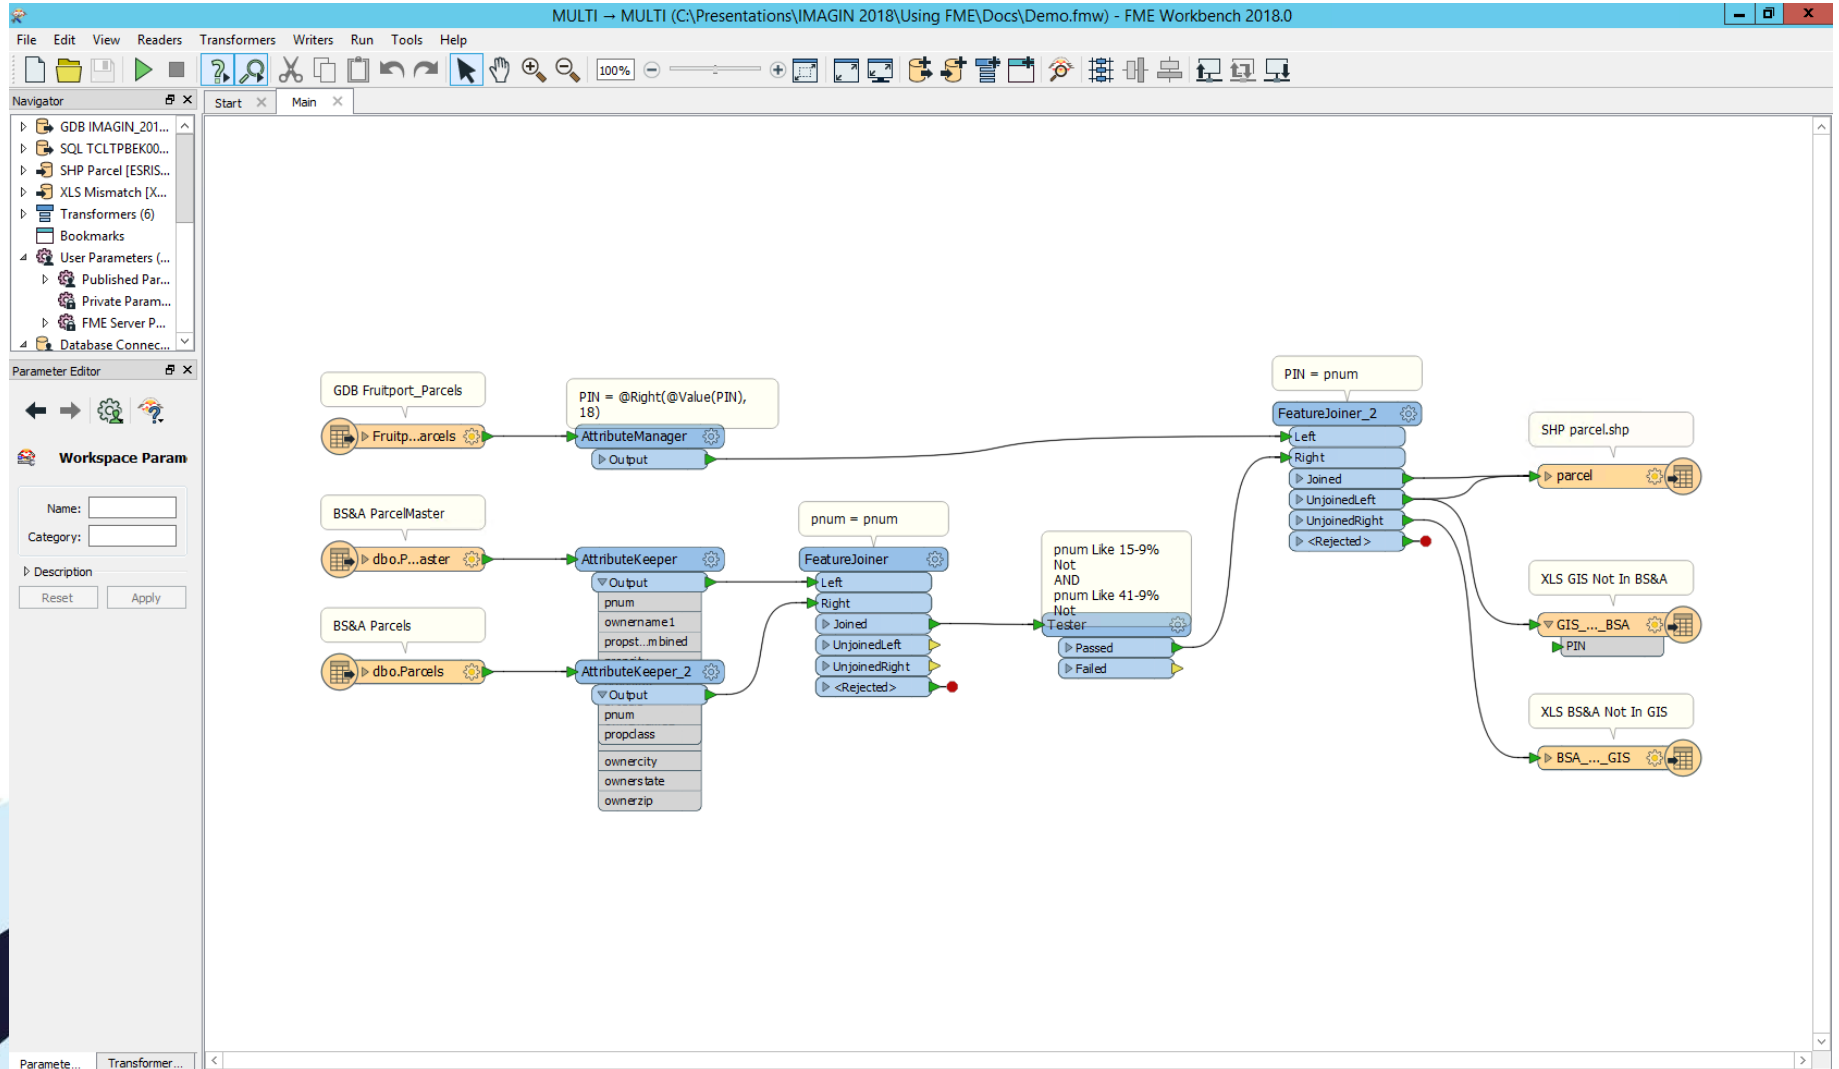 MULTI → MULTI (C:\Presentations\IMAGIN 2018\Using FME\Docs\Demo.fmw) - FME Workbench 2018.0
File Edit View Readers Transformers Writers Run Tools Help
100%
Navigator
Start Main
GDB IMAGIN_201...
SQL TCLTPBEK00...
SHP Parcel [ESRIS...
XLS Mismatch [X...
Transformers (6)
Bookmarks
User Parameters (...
Published Par...
Private Param...
FME Server P...
Database Connec...
Parameter Editor
Workspace Param
Name:
Category:
Description
Reset Apply
Paramete... Transformer...
GDB Fruitport_Parcels
Fruitp...arcels
PIN = @Right(@Value(PIN),
18)
AttributeManager
Output
BS&A ParcelMaster
dbo.P...aster
AttributeKeeper
Output
pnum
ownername1
propst...mbined
BS&A Parcels
dbo.Parcels
AttributeKeeper_2
Output
pnum
propclass
ownercity
ownerstate
ownerzip
pnum = pnum
FeatureJoiner
Left
Right
Joined
UnjoinedLeft
UnjoinedRight
<Rejected>
pnum Like 15-9%
Not
AND
pnum Like 41-9%
Not
Tester
Passed
Failed
PIN = pnum
FeatureJoiner_2
Left
Right
Joined
UnjoinedLeft
UnjoinedRight
<Rejected>
SHP parcel.shp
parcel
XLS GIS Not In BS&A
GIS_..._BSA
PIN
XLS BS&A Not In GIS
BSA_..._GIS